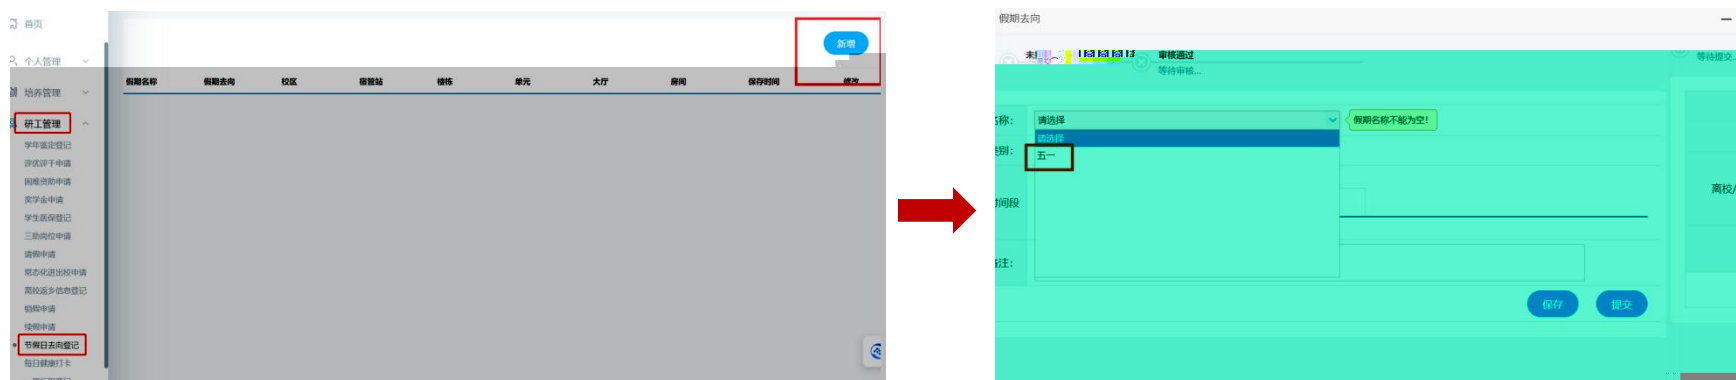 首页
个人管理
培养管理
研工管理
学年鉴定登记
评优评干申请
困难资助申请
奖学金申请
学生医保登记
三助岗位申请
请假申请
常态化进出校申请
离校返乡信息登记
销假申请
续假申请
节假日去向登记
每日健康打卡
新增
假期名称 假期去向 校区 宿管站 楼栋 单元 大厅 房间 保存时间 修改
假期去向
审核通过
等待审核...
等待提交...
名称: 请选择 假期名称不能为空!
请选择
类别: 五一
时间段
离校/
备注:
保存 提交